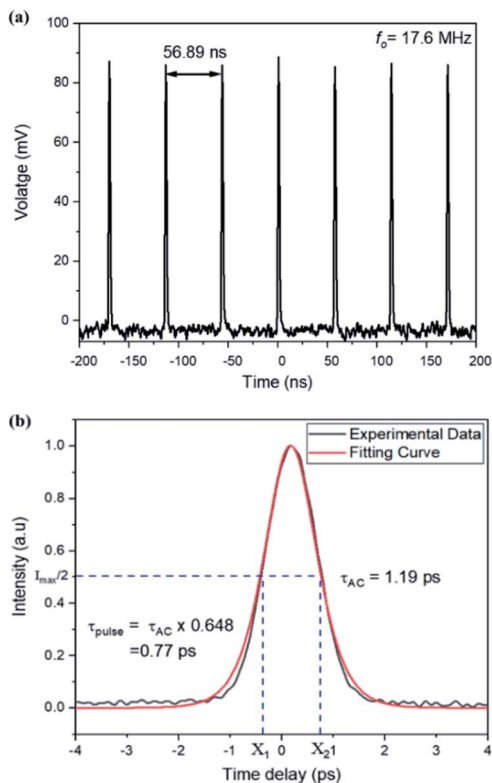 (a)
100
80
60
40
20
0
Volatge (mV)
56.89 ns
fo= 17.6 MHz
-200 -150 -100 -50 0 50 100 150 200
Time (ns)
(b)
1.0
0.8
0.6
Imax/2
0.4
0.2
0.0
Intensity (a.u)
Experimental Data
Fitting Curve
τAC = 1.19 ps
τpulse = τAC x 0.648
=0.77 ps
-4 -3 -2 -1 X1 0 X2 1 2 3 4
Time delay (ps)